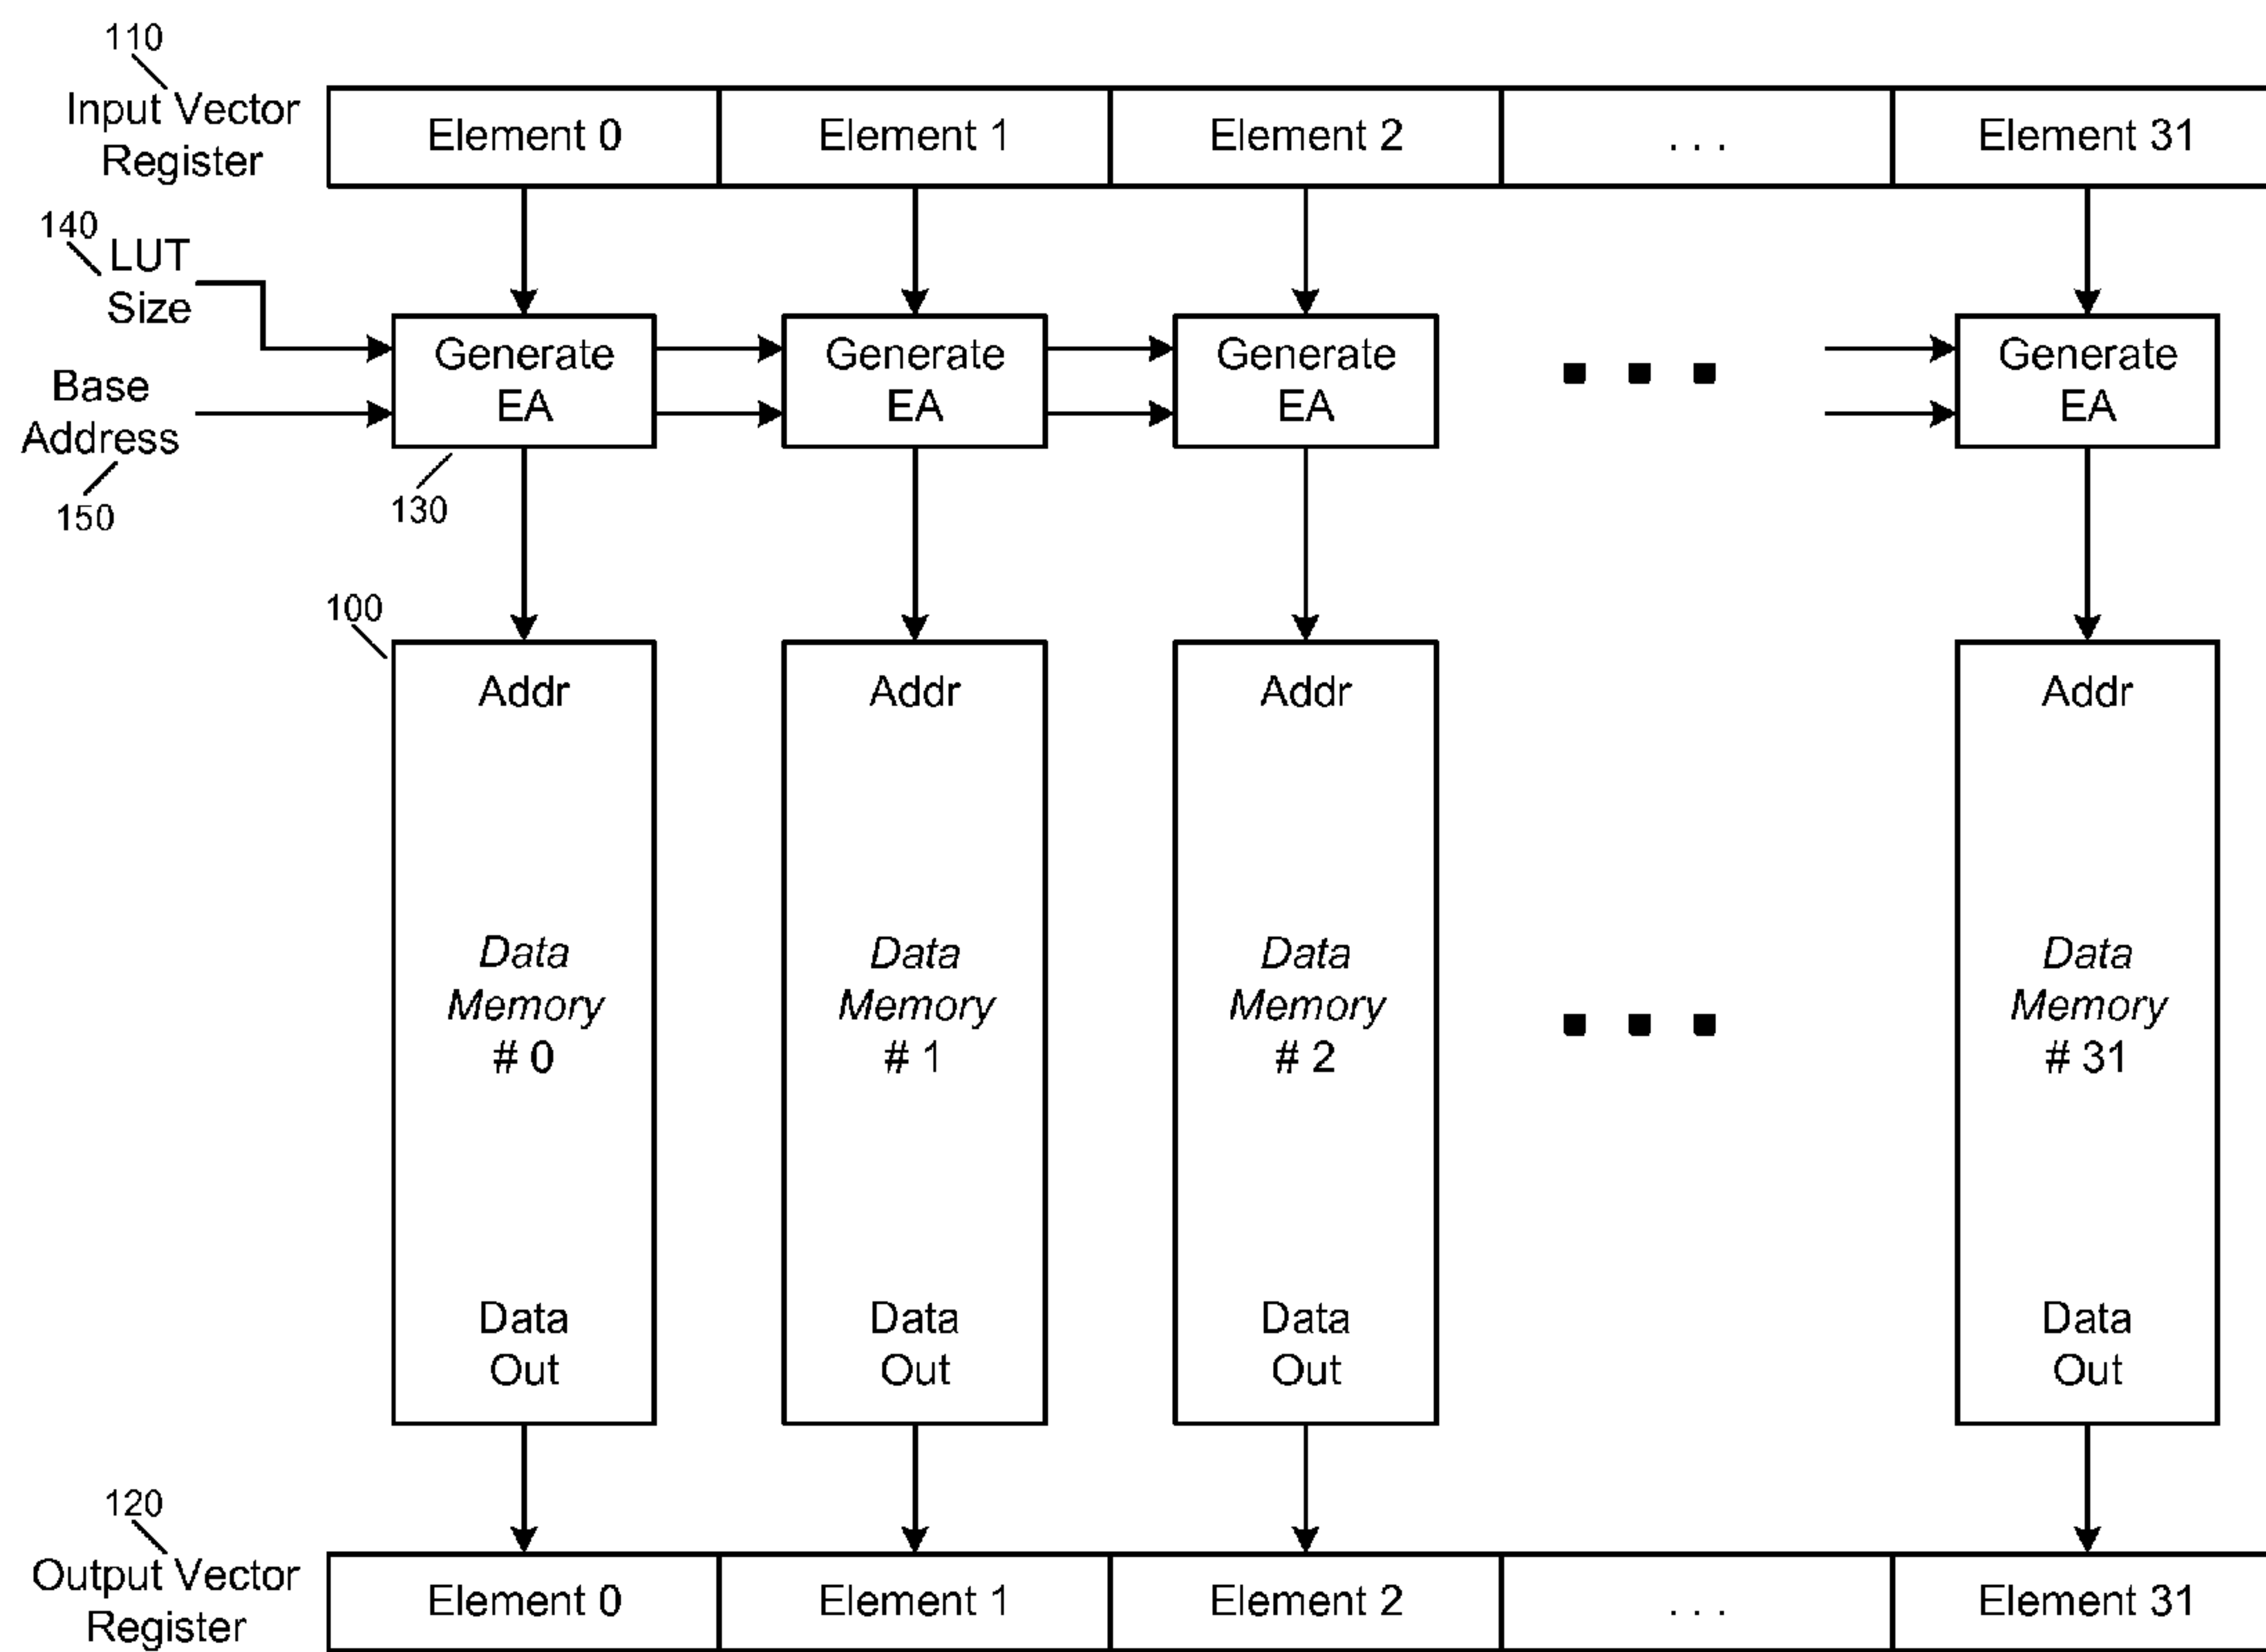 110
Input Vector
Register
Element 0 Element 1 Element 2 . . . Element 31
140
LUT
Size
Base
Address
150
Generate Generate Generate Generate
EA EA EA EA
130
100
Addr Addr Addr Addr
Data Data Data Data
Memory Memory Memory Memory
# 0 # 1 # 2 # 31
Data Data Data Data
Out Out Out Out
120
Output Vector
Register
Element 0 Element 1 Element 2 . . . Element 31